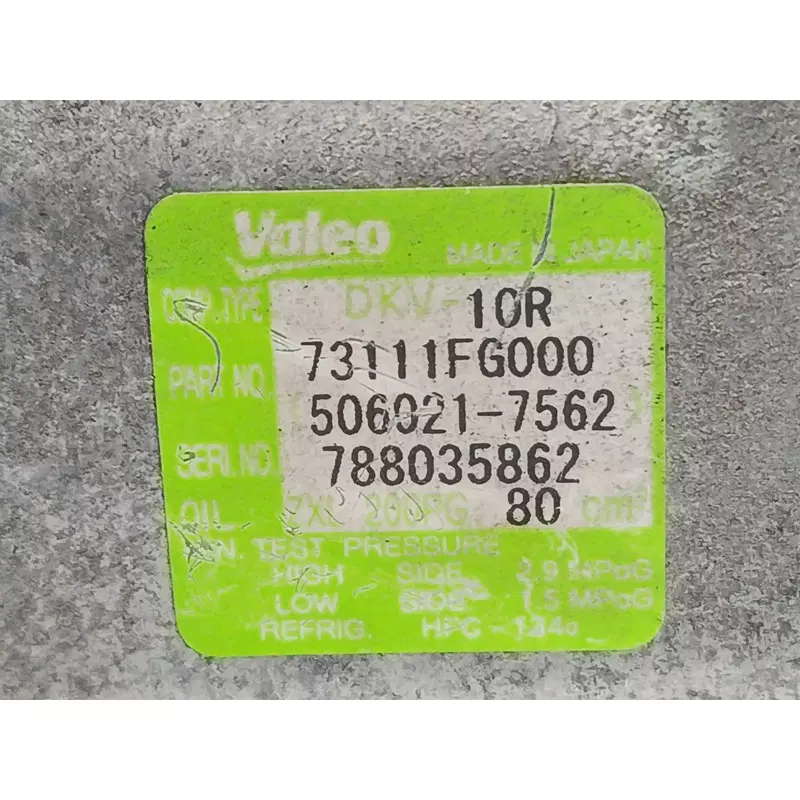 Valeo
MADE IN JAPAN
COMP. TYPE DKV-10R
PART NO. 73111FG000
506021-7562
SERI.NO. 788035862
OIL ZXL 200PG 80 cm³
MIN. TEST PRESSURE
HIGH SIDE 2.9 MPaG
LOW SIDE 1.5 MPaG
REFRIG. HFC-134a